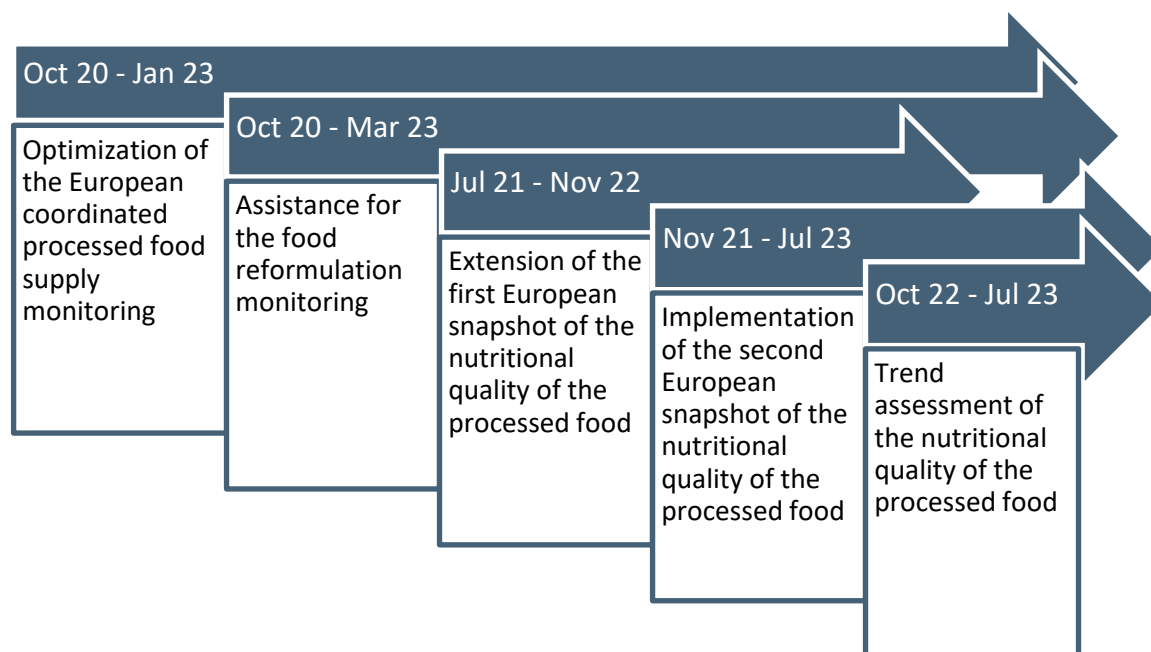 Oct 20 - Jan 23
Optimization of
the European
coordinated
processed food
supply
monitoring
Oct 20 - Mar 23
Assistance for
the food
reformulation
monitoring
Jul 21 - Nov 22
Extension of the
first European
snapshot of the
nutritional
quality of the
processed food
Nov 21 - Jul 23
Implementation
of the second
European
snapshot of the
nutritional
quality of the
processed food
Oct 22 - Jul 23
Trend
assessment of
the nutritional
quality of the
processed food